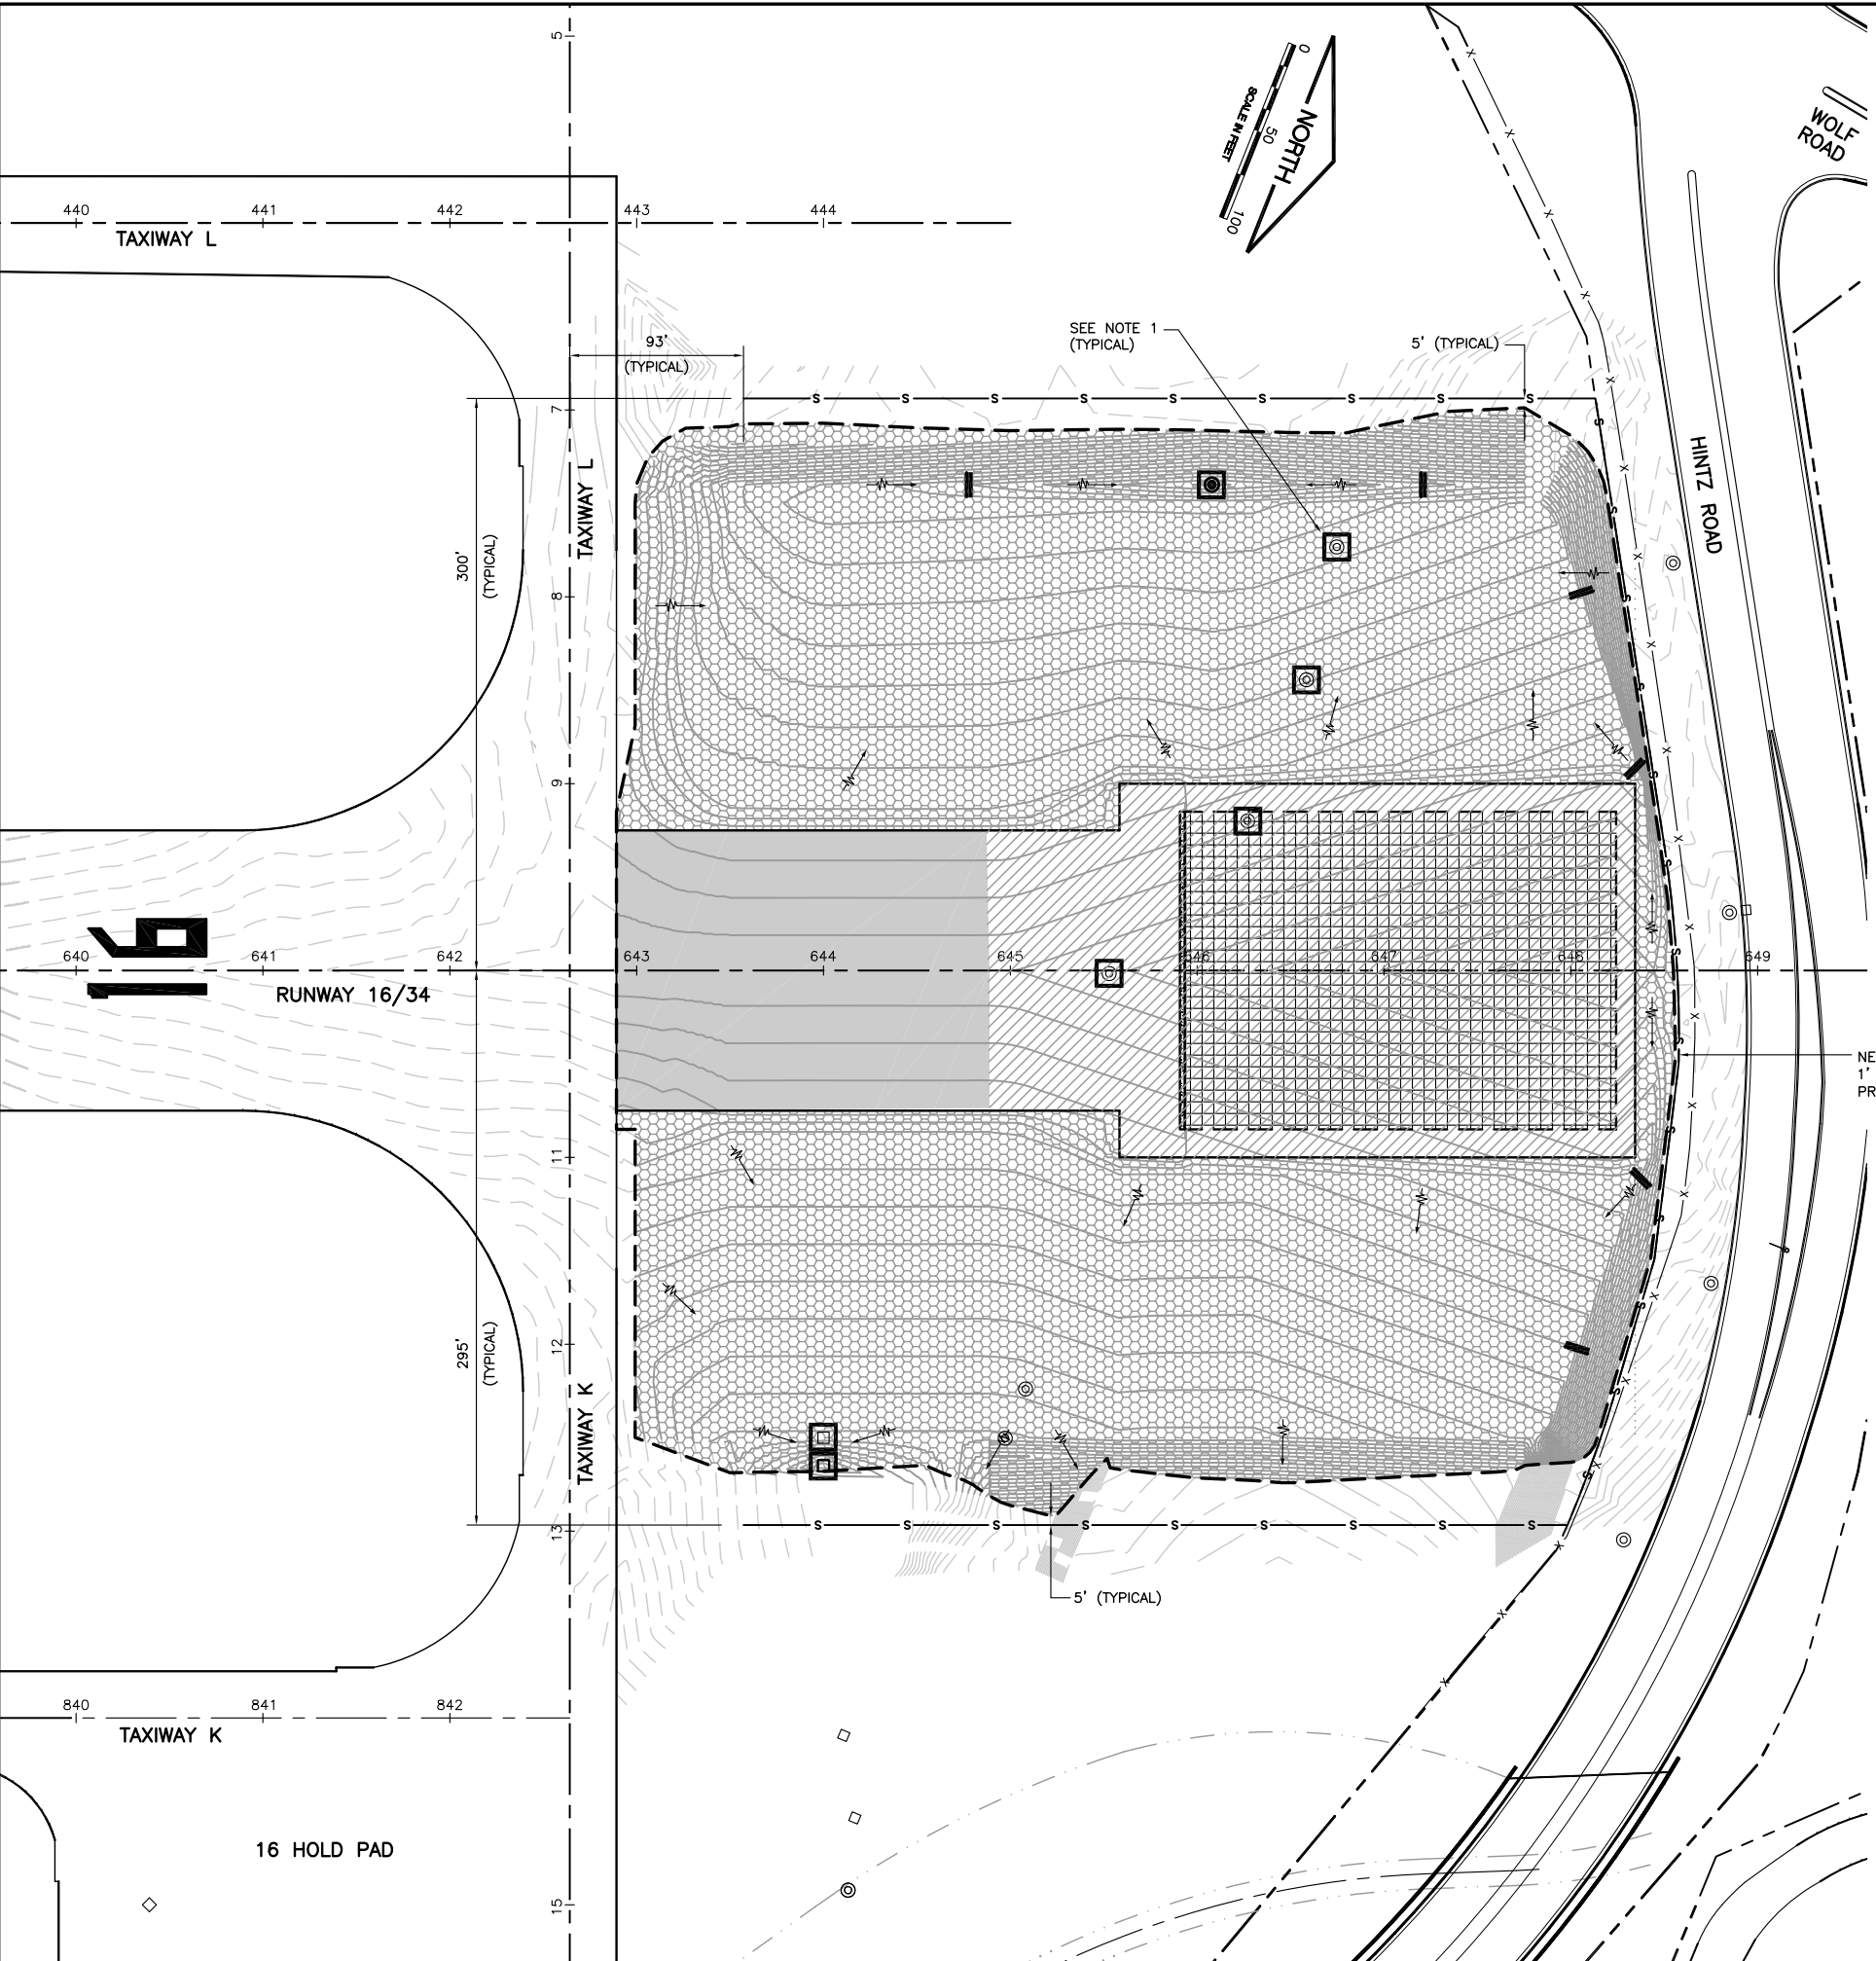 5
WOLF
ROAD
0
50
100
SCALE IN FEET
NORTH
440
441
442
443
444
TAXIWAY L
SEE NOTE 1
(TYPICAL)
93'
(TYPICAL)
5' (TYPICAL)
S S S S S S S S S
7
HINTZ ROAD
TAXIWAY L
300'
(TYPICAL)
8
9
16
640
641
642
643
644
645
646
647
648
649
RUNWAY 16/34
NE
1'
PR
11
12
295'
(TYPICAL)
TAXIWAY K
13
S S S S S S S S S
5' (TYPICAL)
840
841
842
TAXIWAY K
16 HOLD PAD
15